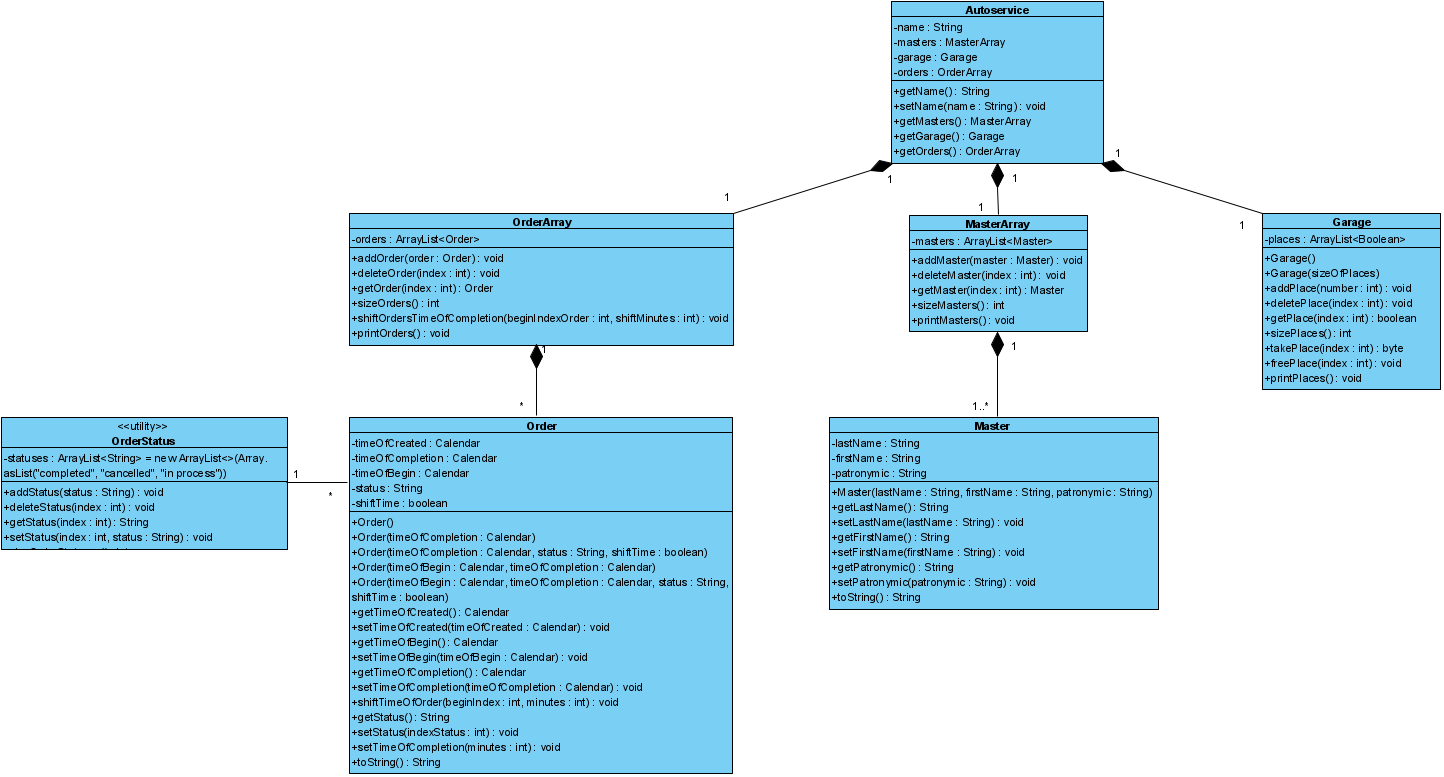 Autoservice
-name : String
-masters : MasterArray
-garage : Garage
-orders : OrderArray
+getName() : String
+setName(name : String) : void
+getMasters() : MasterArray
+getGarage() : Garage
+getOrders() : OrderArray
1
1
1
1
1
1
OrderArray
-orders : ArrayList<Order>
+addOrder(order : Order) : void
+deleteOrder(index : int) : void
+getOrder(index : int) : Order
+sizeOrders() : int
+shiftOrdersTimeOfCompletion(beginIndexOrder : int, shiftMinutes : int) : void
+printOrders() : void
MasterArray
-masters : ArrayList<Master>
+addMaster(master : Master) : void
+deleteMaster(index : int) : void
+getMaster(index : int) : Master
+sizeMasters() : int
+printMasters() : void
Garage
-places : ArrayList<Boolean>
+Garage()
+Garage(sizeOfPlaces)
+addPlace(number : int) : void
+deletePlace(index : int) : void
+getPlace(index : int) : boolean
+sizePlaces() : int
+takePlace(index : int) : byte
+freePlace(index : int) : void
+printPlaces() : void
1
*
1
1..*
<<utility>>
OrderStatus
-statuses : ArrayList<String> = new ArrayList<>(Array.
asList("completed", "cancelled", "in process"))
+addStatus(status : String) : void
+deleteStatus(index : int) : void
+getStatus(index : int) : String
+setStatus(index : int, status : String) : void
1
*
Order
-timeOfCreated : Calendar
-timeOfCompletion : Calendar
-timeOfBegin : Calendar
-status : String
-shiftTime : boolean
+Order()
+Order(timeOfCompletion : Calendar)
+Order(timeOfCompletion : Calendar, status : String, shiftTime : boolean)
+Order(timeOfBegin : Calendar, timeOfCompletion : Calendar)
+Order(timeOfBegin : Calendar, timeOfCompletion : Calendar, status : String,
shiftTime : boolean)
+getTimeOfCreated() : Calendar
+setTimeOfCreated(timeOfCreated : Calendar) : void
+getTimeOfBegin() : Calendar
+setTimeOfBegin(timeOfBegin : Calendar) : void
+getTimeOfCompletion() : Calendar
+setTimeOfCompletion(timeOfCompletion : Calendar) : void
+shiftTimeOfOrder(beginIndex : int, minutes : int) : void
+getStatus() : String
+setStatus(indexStatus : int) : void
+setTimeOfCompletion(minutes : int) : void
+toString() : String
Master
-lastName : String
-firstName : String
-patronymic : String
+Master(lastName : String, firstName : String, patronymic : String)
+getLastName() : String
+setLastName(lastName : String) : void
+getFirstName() : String
+setFirstName(firstName : String) : void
+getPatronymic() : String
+setPatronymic(patronymic : String) : void
+toString() : String